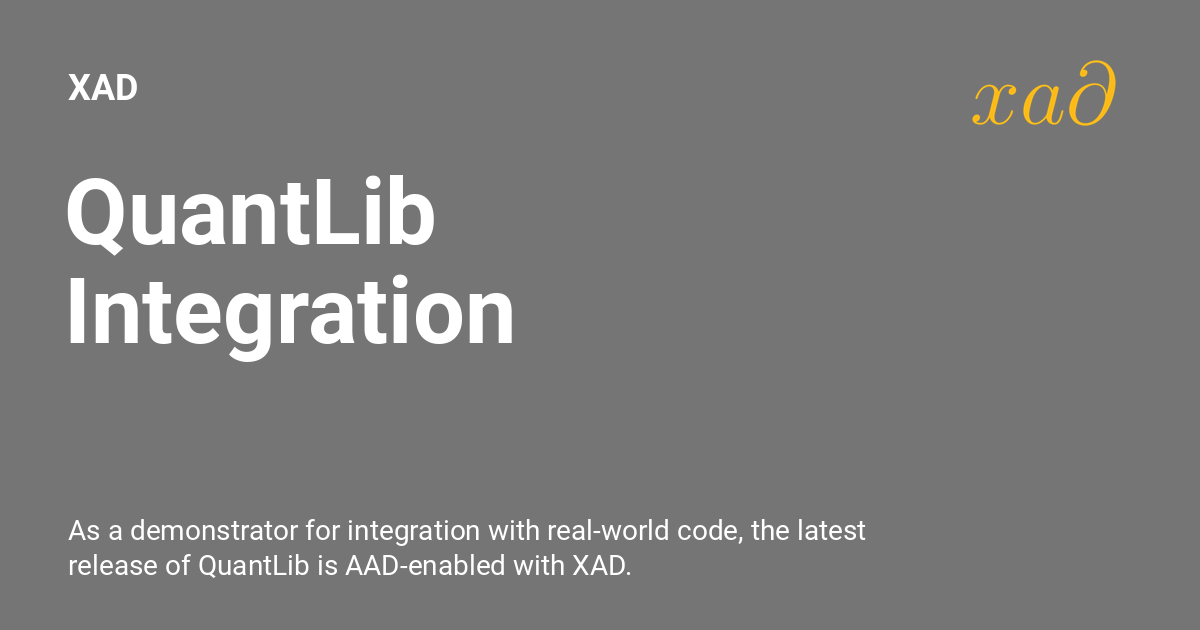 XAD
xa∂
QuantLib
Integration
As a demonstrator for integration with real-world code, the latest
release of QuantLib is AAD-enabled with XAD.